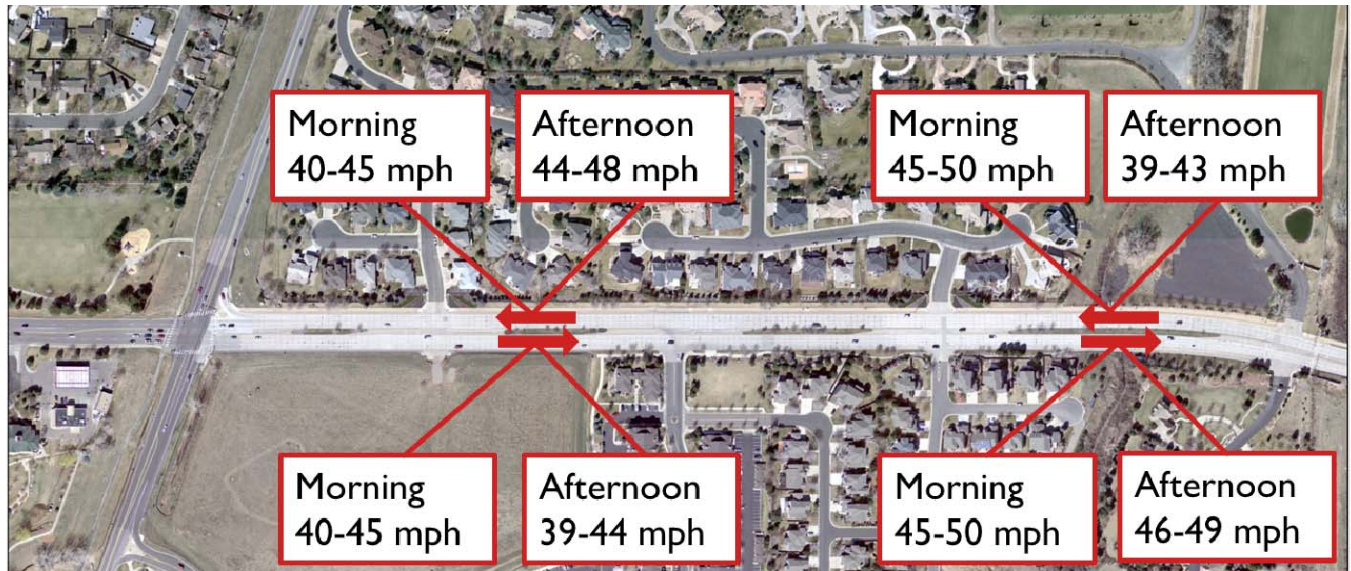 Morning
40-45 mph
Afternoon
44-48 mph
Morning
45-50 mph
Afternoon
39-43 mph
Morning
40-45 mph
Afternoon
39-44 mph
Morning
45-50 mph
Afternoon
46-49 mph